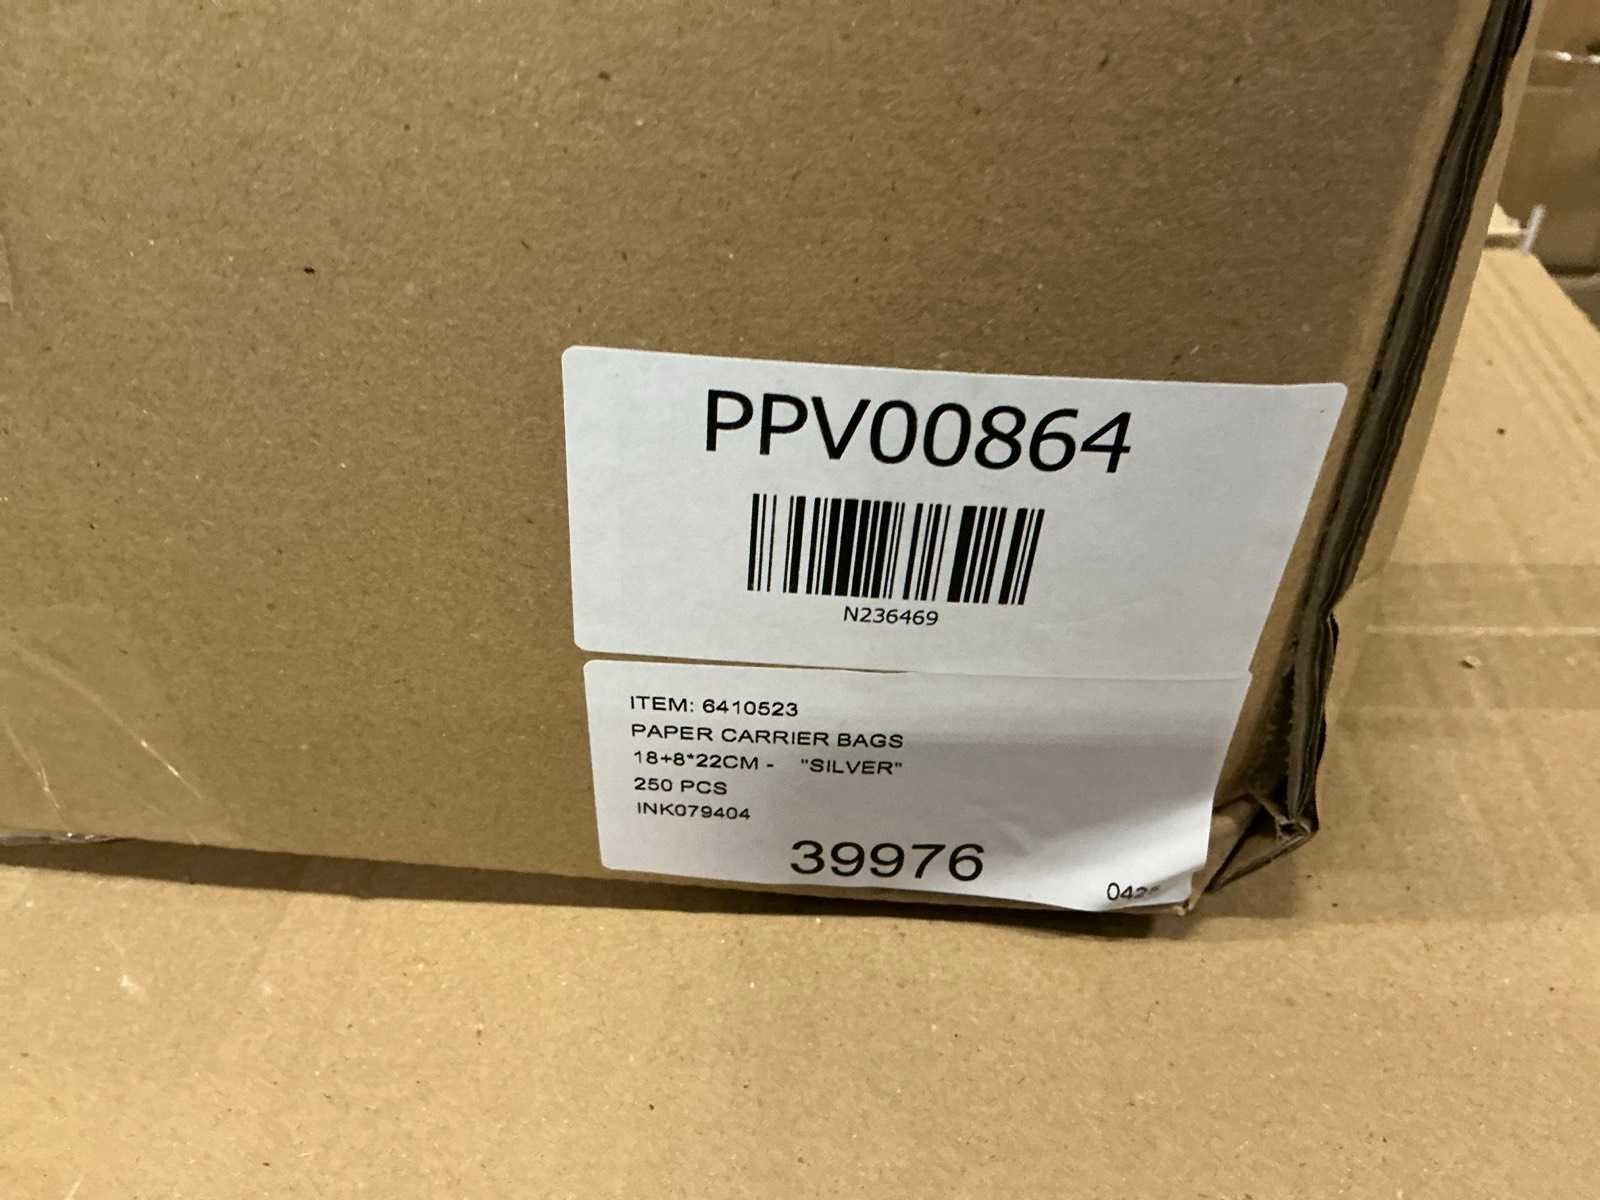 PPV00864
N236469
ITEM: 6410523
PAPER CARRIER BAGS
18+8*22CM - "SILVER"
250 PCS
INK079404
39976